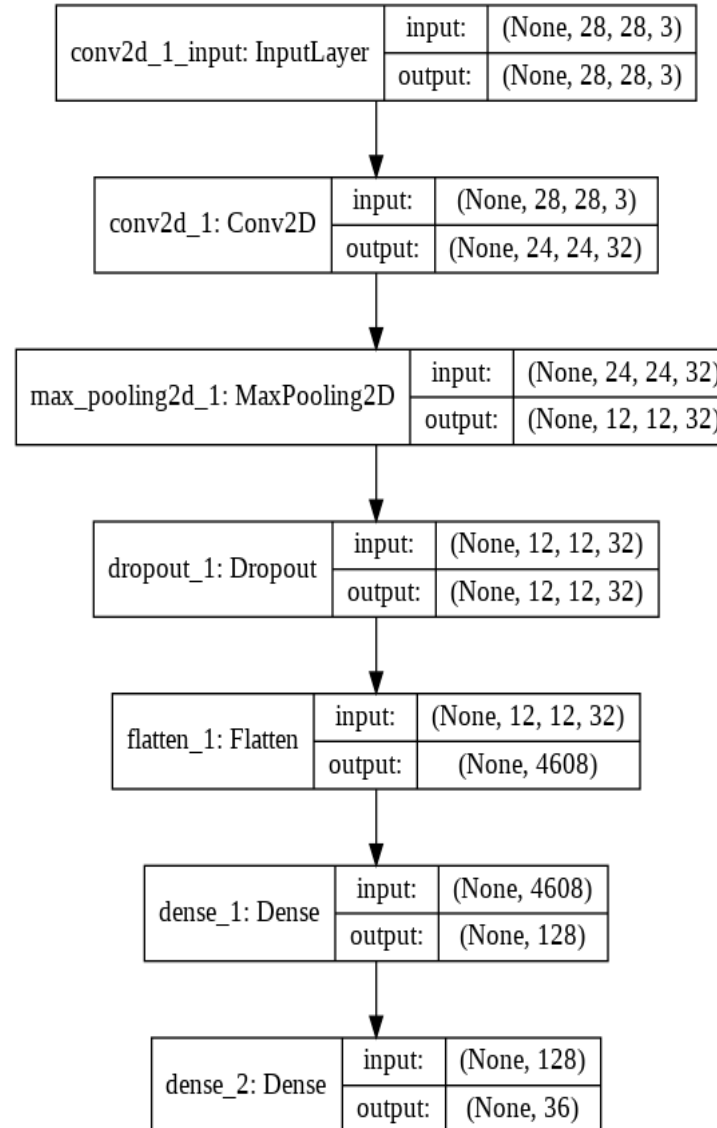 conv2d_1_input: InputLayer
input: (None, 28, 28, 3)
output: (None, 28, 28, 3)
conv2d_1: Conv2D
input: (None, 28, 28, 3)
output: (None, 24, 24, 32)
max_pooling2d_1: MaxPooling2D
input: (None, 24, 24, 32)
output: (None, 12, 12, 32)
dropout_1: Dropout
input: (None, 12, 12, 32)
output: (None, 12, 12, 32)
flatten_1: Flatten
input: (None, 12, 12, 32)
output: (None, 4608)
dense_1: Dense
input: (None, 4608)
output: (None, 128)
dense_2: Dense
input: (None, 128)
output: (None, 36)